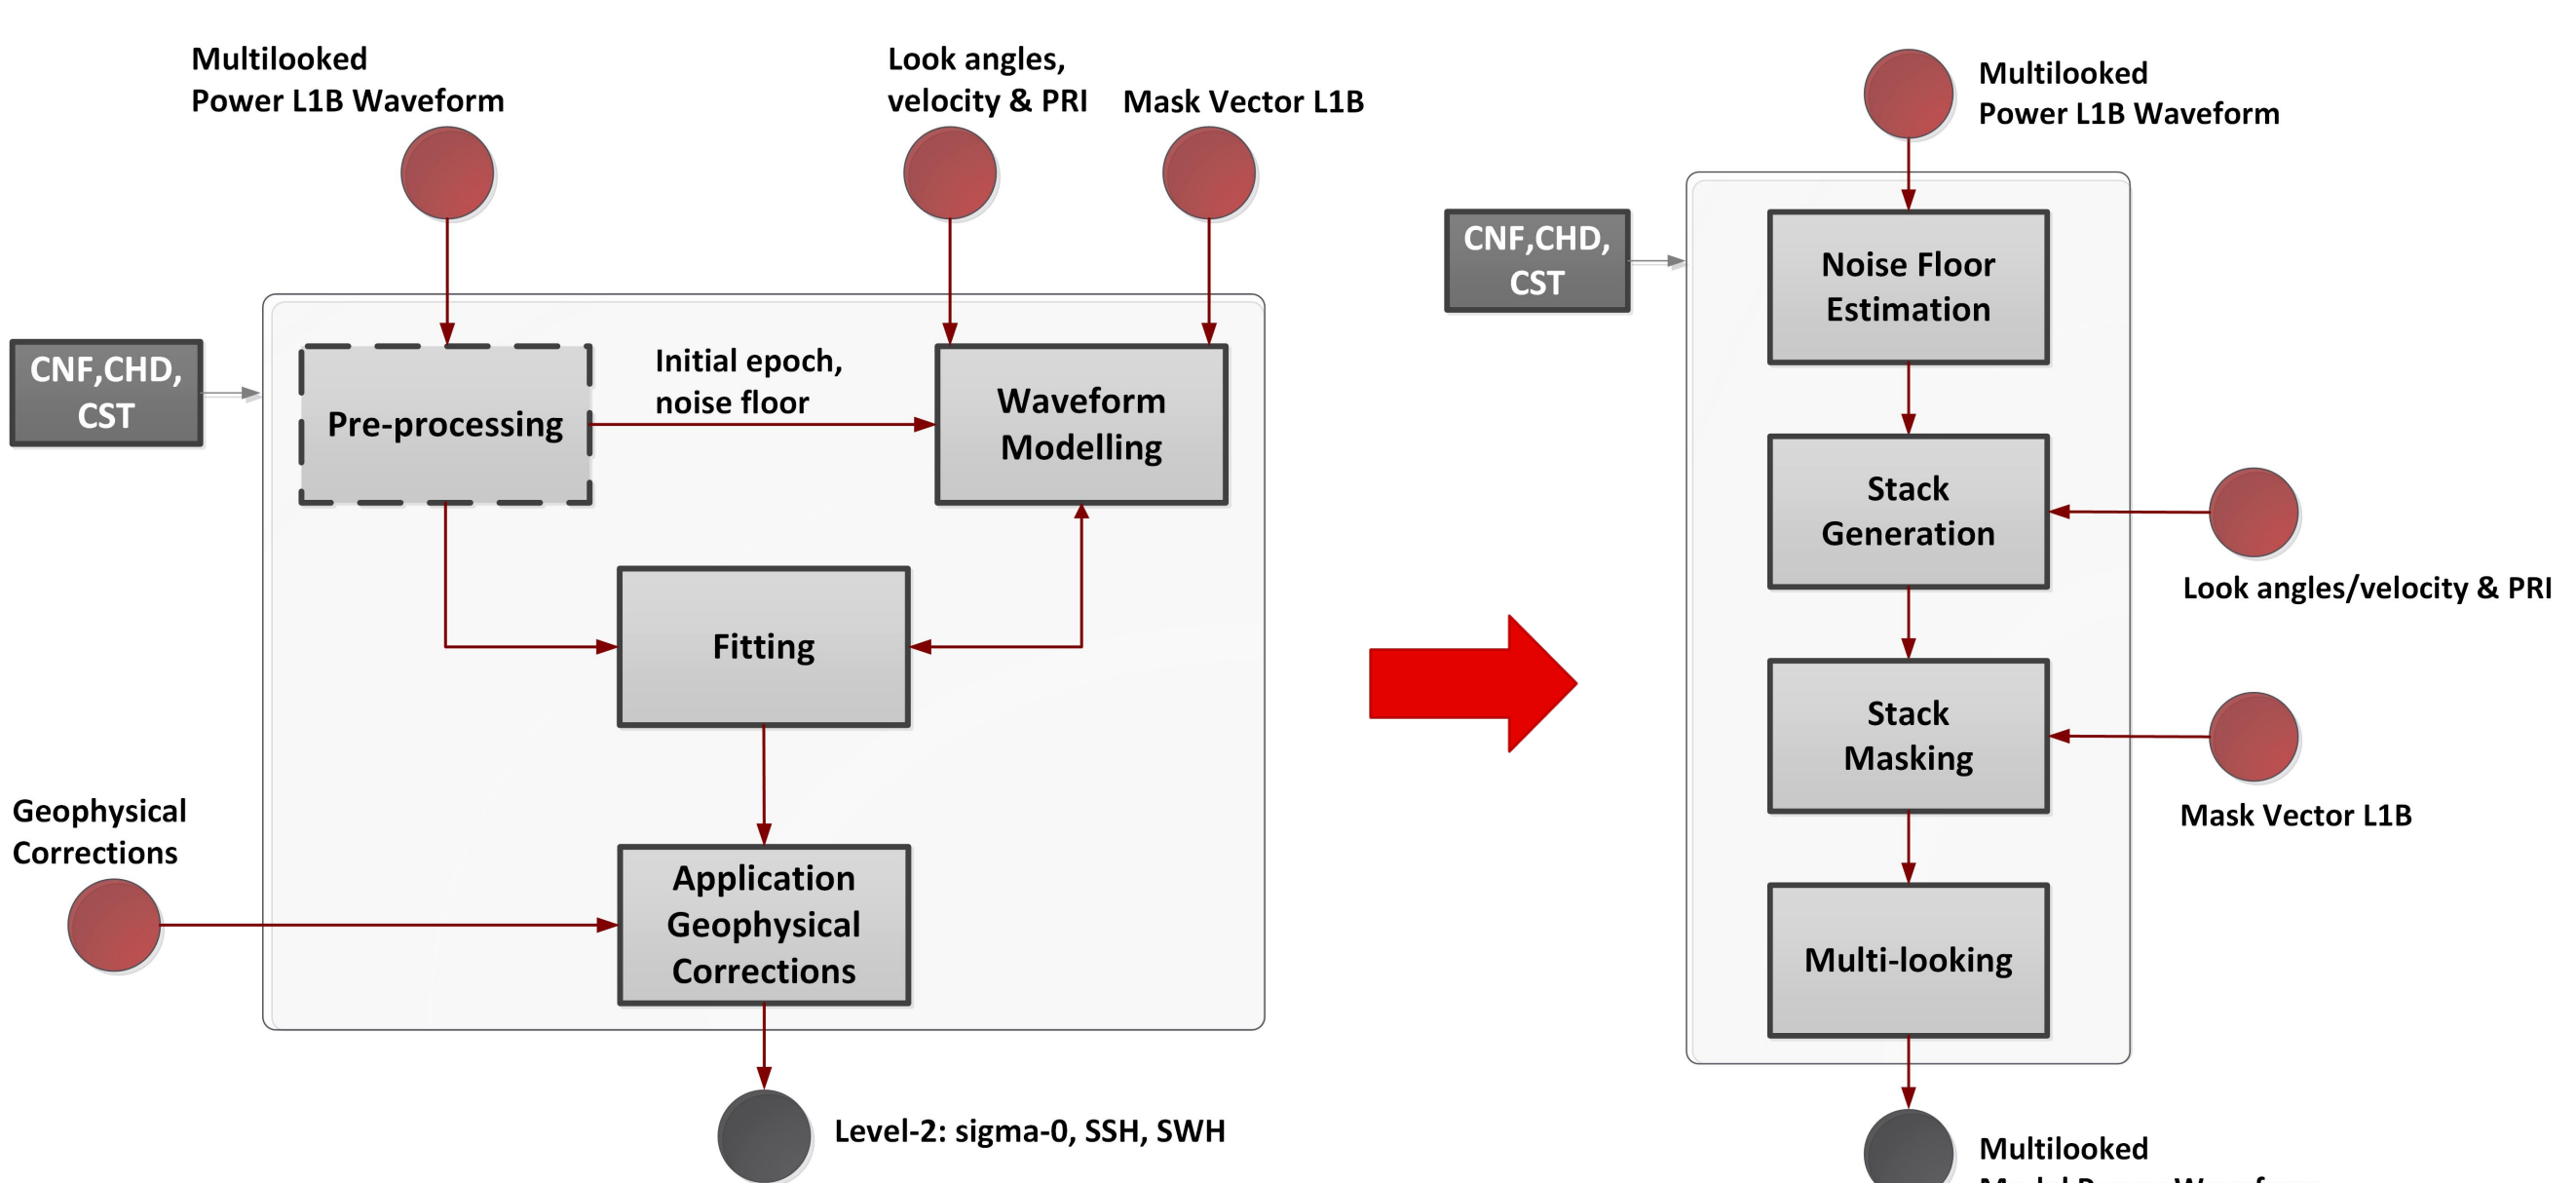 Multilooked
Power L1B Waveform
Look angles,
velocity & PRI
Mask Vector L1B
CNF,CHD,
CST
Pre-processing
Initial epoch,
noise floor
Waveform
Modelling
Fitting
Geophysical
Corrections
Application
Geophysical
Corrections
Level-2: sigma-0, SSH, SWH
Multilooked
Power L1B Waveform
CNF,CHD,
CST
Noise Floor
Estimation
Stack
Generation
Look angles/velocity & PRI
Stack
Masking
Mask Vector L1B
Multi-looking
Multilooked
Model Power Waveform